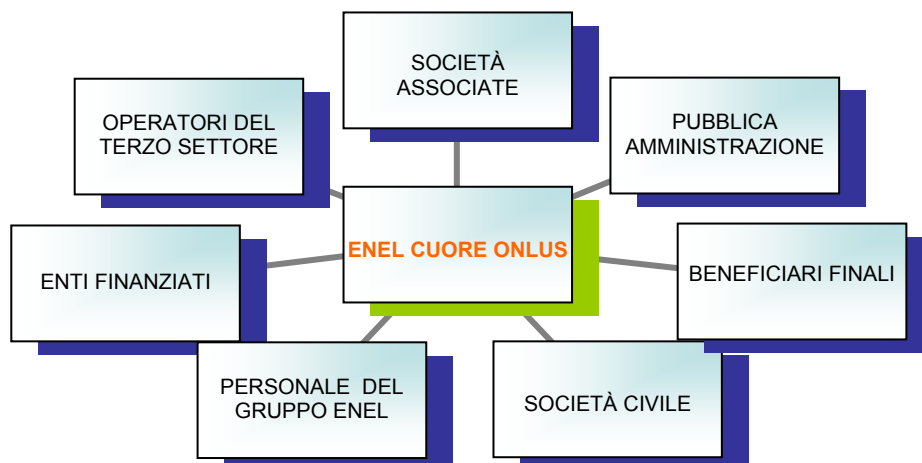 SOCIETÀ
ASSOCIATE
OPERATORI DEL
TERZO SETTORE
PUBBLICA
AMMINISTRAZIONE
ENEL CUORE ONLUS
ENTI FINANZIATI
BENEFICIARI FINALI
PERSONALE DEL
GRUPPO ENEL
SOCIETÀ CIVILE